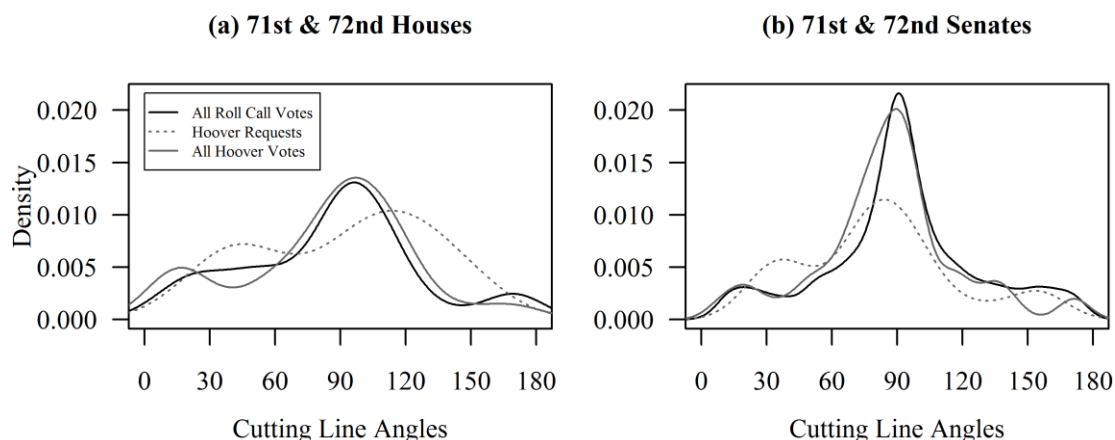 (a) 71st & 72nd Houses
(b) 71st & 72nd Senates
Density
0.020
0.015
0.010
0.005
0.000
All Roll Call Votes
Hoover Requests
All Hoover Votes
0 30 60 90 120 150 180
Cutting Line Angles
0.020
0.015
0.010
0.005
0.000
0 30 60 90 120 150 180
Cutting Line Angles